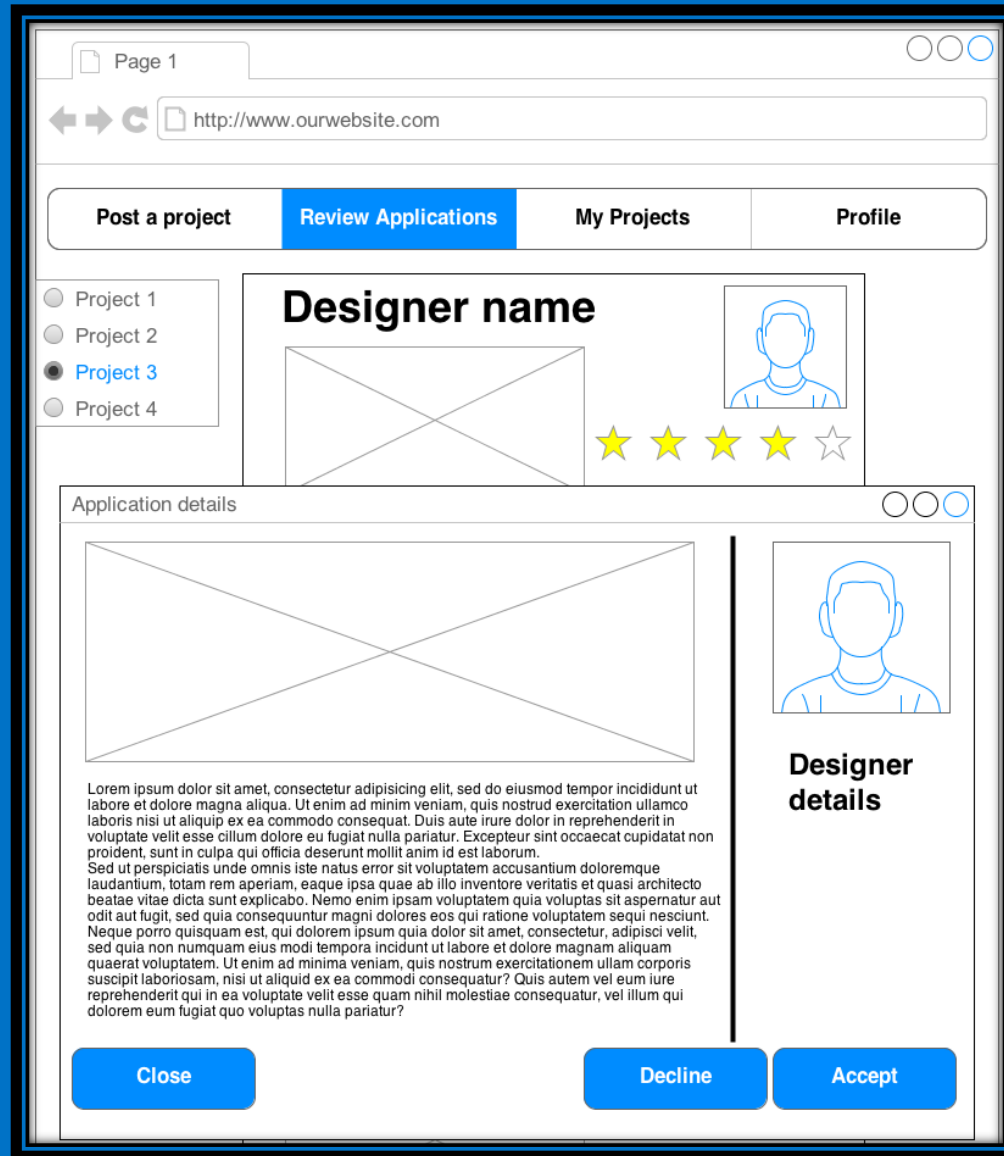 Page 1
http://www.ourwebsite.com
Post a project
Review Applications
My Projects
Profile
Project 1
Project 2
Project 3
Project 4
Designer name
Application details
Lorem ipsum dolor sit amet, consectetur adipisicing elit, sed do eiusmod tempor incididunt ut
labore et dolore magna aliqua. Ut enim ad minim veniam, quis nostrud exercitation ullamco
laboris nisi ut aliquip ex ea commodo consequat. Duis aute irure dolor in reprehenderit in
voluptate velit esse cillum dolore eu fugiat nulla pariatur. Excepteur sint occaecat cupidatat non
proident, sunt in culpa qui officia deserunt mollit anim id est laborum.
Sed ut perspiciatis unde omnis iste natus error sit voluptatem accusantium doloremque
laudantium, totam rem aperiam, eaque ipsa quae ab illo inventore veritatis et quasi architecto
beatae vitae dicta sunt explicabo. Nemo enim ipsam voluptatem quia voluptas sit aspernatur aut
odit aut fugit, sed quia consequuntur magni dolores eos qui ratione voluptatem sequi nesciunt.
Neque porro quisquam est, qui dolorem ipsum quia dolor sit amet, consectetur, adipisci velit,
sed quia non numquam eius modi tempora incidunt ut labore et dolore magnam aliquam
quaerat voluptatem. Ut enim ad minima veniam, quis nostrum exercitationem ullam corporis
suscipit laboriosam, nisi ut aliquid ex ea commodi consequatur? Quis autem vel eum iure
reprehenderit qui in ea voluptate velit esse quam nihil molestiae consequatur, vel illum qui
dolorem eum fugiat quo voluptas nulla pariatur?
Designer
details
Close
Decline
Accept